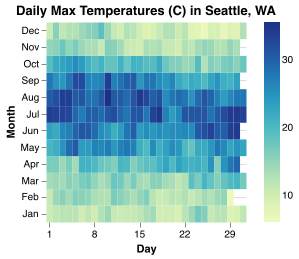 Daily Max Temperatures (C) in Seattle, WA
Month
Dec
Nov
Oct
Sep
Aug
Jul
Jun
May
Apr
Mar
Feb
Jan
1 8 15 22 29
Day
30
20
10